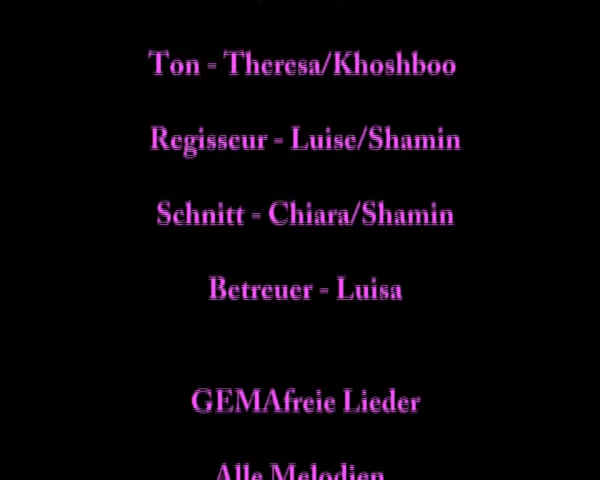 Ton - Theresa/Khoshboo
Regisseur - Luise/Shamin
Schnitt - Chiara/Shamin
Betreuer - Luisa
GEMAfreie Lieder
Alle Melodien